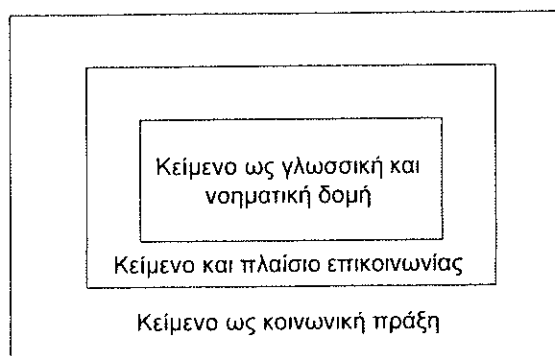 Κείμενο ως γλωσσική και
νοηματική δομή
Κείμενο και πλαίσιο επικοινωνίας
Κείμενο ως κοινωνική πράξη